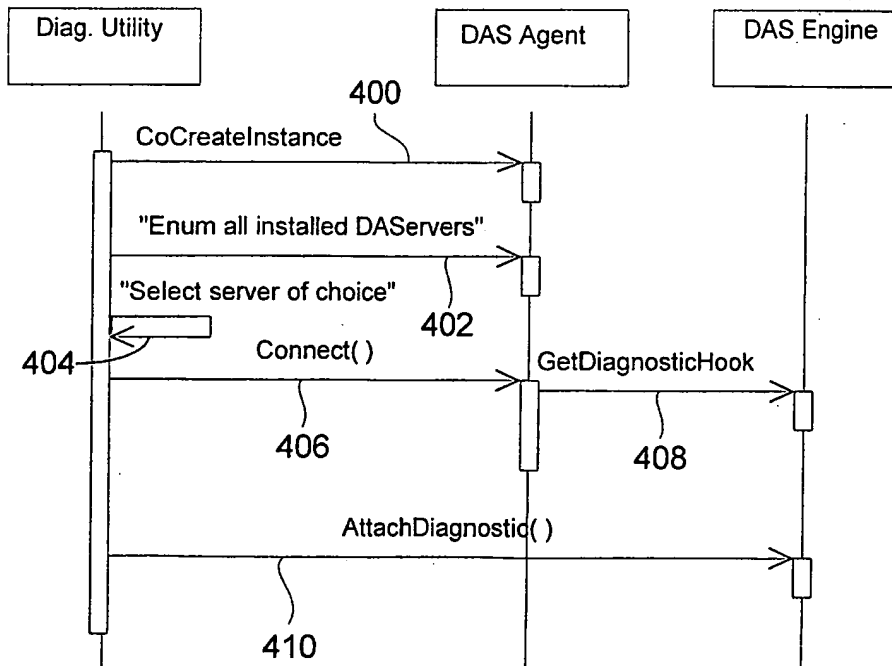 Diag. Utility
DAS Agent
DAS Engine
400
CoCreateInstance
"Enum all installed DAServers"
402
"Select server of choice"
404
Connect( )
GetDiagnosticHook
406
408
AttachDiagnostic( )
410